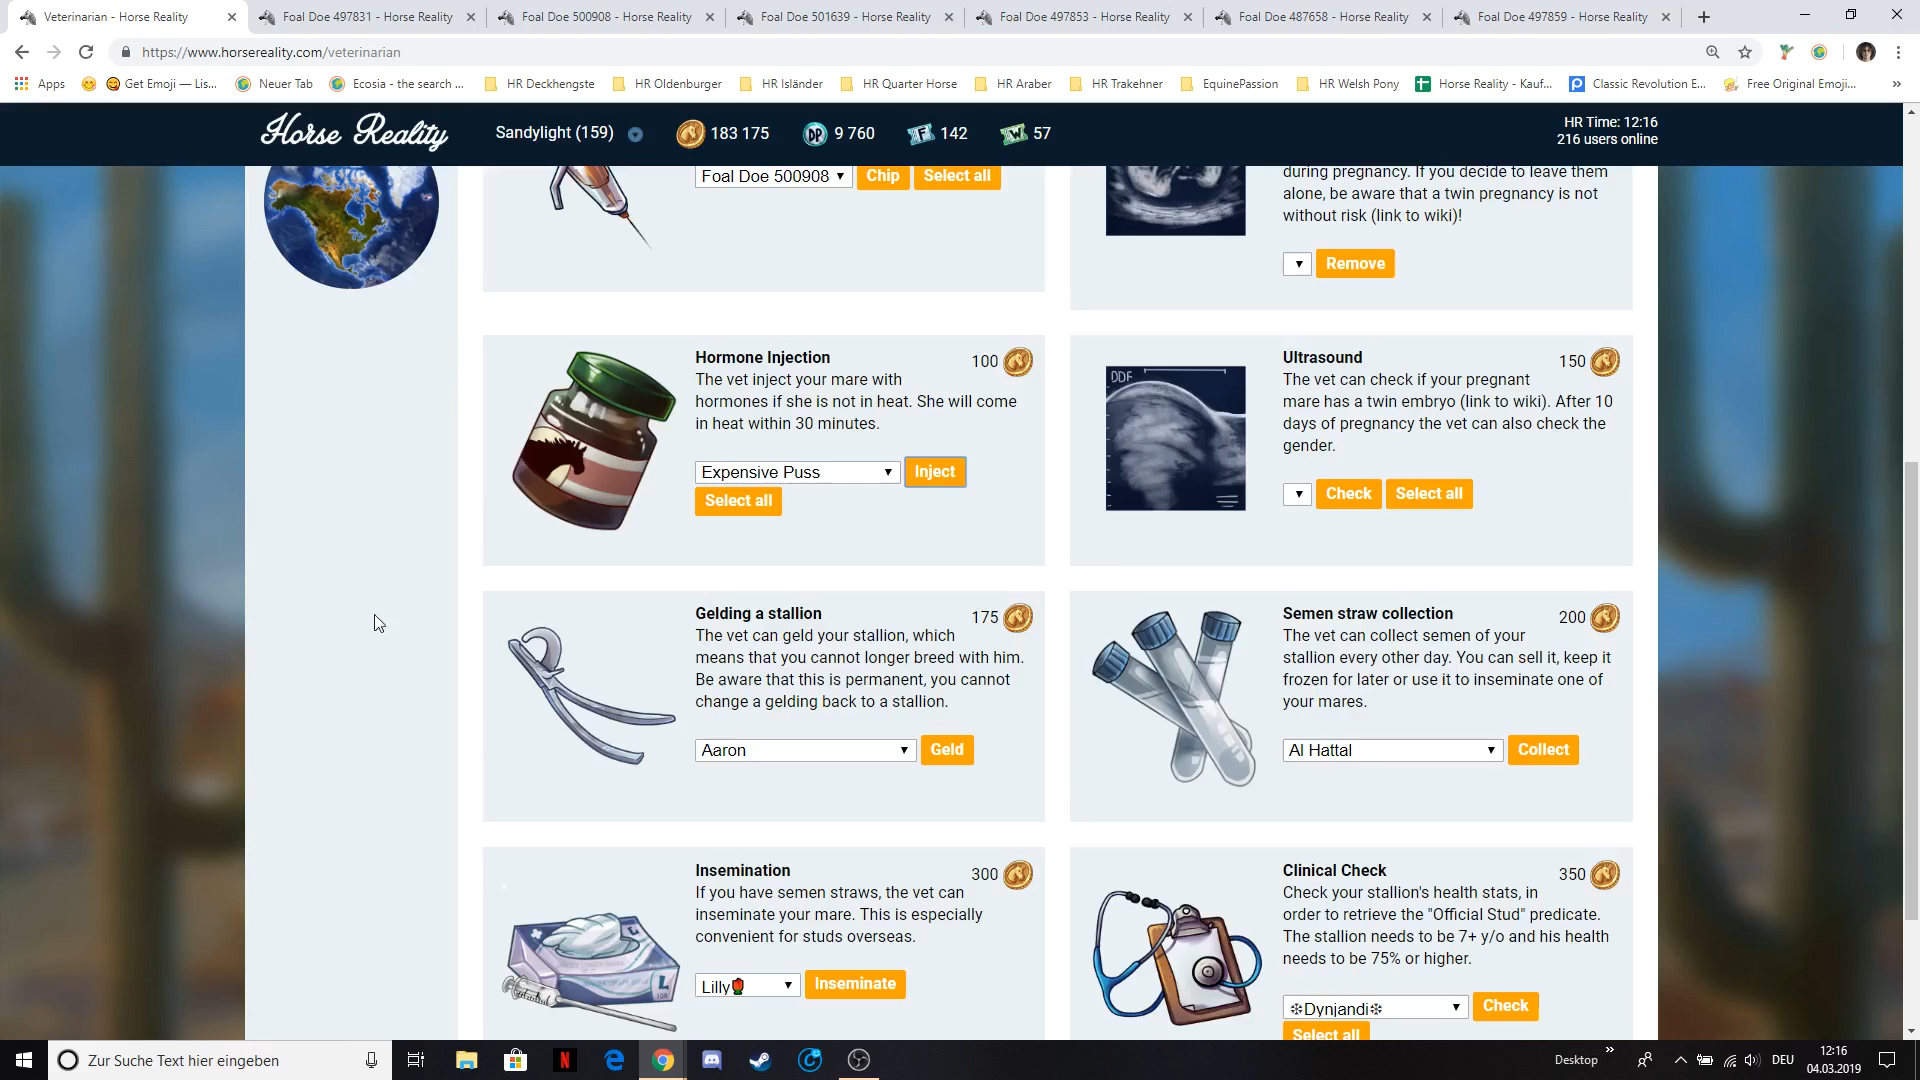 Veterinarian - Horse Reality
Foal Doe 497831 - Horse Reality
Foal Doe 500908 - Horse Reality
Foal Doe 501639 - Horse Reality
Foal Doe 497853 - Horse Reality
Foal Doe 487658 - Horse Reality
Foal Doe 497859 - Horse Reality
https://www.horsereality.com/veterinarian
Apps
Get Emoji — Lis...
Neuer Tab
Ecosia - the search ...
HR Deckhengste
HR Oldenburger
HR Isländer
HR Quarter Horse
HR Araber
HR Trakehner
EquinePassion
HR Welsh Pony
Horse Reality - Kauf...
Classic Revolution E...
Free Original Emoji...
Horse Reality
Sandylight (159)
183 175
DP
9 760
F
142
W
57
HR Time: 12:16
216 users online
Foal Doe 500908
Chip
Select all
during pregnancy. If you decide to leave them
alone, be aware that a twin pregnancy is not
without risk (link to wiki)!
Remove
Hormone Injection
100
The vet inject your mare with
hormones if she is not in heat. She will come
in heat within 30 minutes.
Expensive Puss
Inject
Select all
DDF
Ultrasound
150
The vet can check if your pregnant
mare has a twin embryo (link to wiki). After 10
days of pregnancy the vet can also check the
gender.
Check
Select all
Gelding a stallion
175
The vet can geld your stallion, which
means that you cannot longer breed with him.
Be aware that this is permanent, you cannot
change a gelding back to a stallion.
Aaron
Geld
Semen straw collection
200
The vet can collect semen of your
stallion every other day. You can sell it, keep it
frozen for later or use it to inseminate one of
your mares.
Al Hattal
Collect
Insemination
300
If you have semen straws, the vet can
inseminate your mare. This is especially
convenient for studs overseas.
Lilly🌹
Inseminate
L
L
Clinical Check
350
Check your stallion's health stats, in
order to retrieve the "Official Stud" predicate.
The stallion needs to be 7+ y/o and his health
needs to be 75% or higher.
❊Dynjandi❊
Check
Select all
Zur Suche Text hier eingeben
Desktop
DEU
12:16
04.03.2019